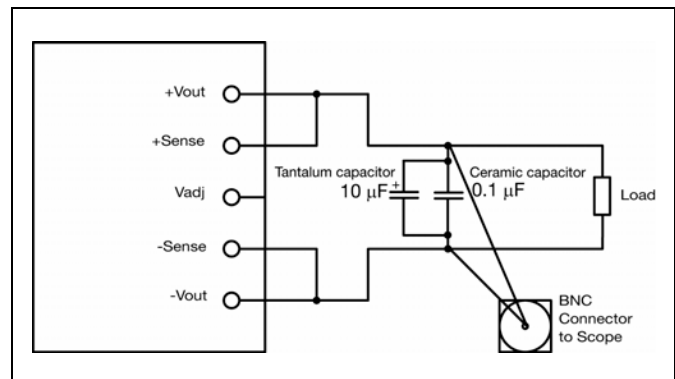 +Vout
+Sense
Vadj
-Sense
-Vout
Tantalum capacitor
10 µF+
Ceramic capacitor
0.1 µF
Load
BNC
Connector
to Scope